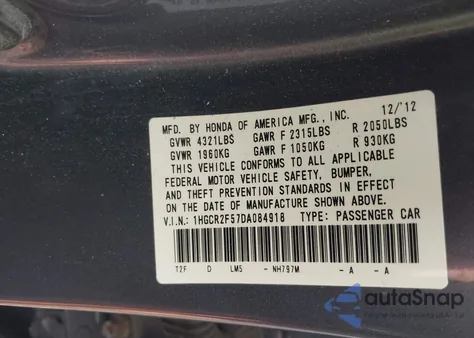 MFD. BY HONDA OF AMERICA MFG., INC. 12/'12
GVWR 4321LBS GAWR F 2315LBS R 2050LBS
GVWR 1960KG GAWR F 1050KG R 930KG
THIS VEHICLE CONFORMS TO ALL APPLICABLE
FEDERAL MOTOR VEHICLE SAFETY, BUMPER,
AND THEFT PREVENTION STANDARDS IN EFFECT
ON THE DATE OF MANUFACTURE SHOWN ABOVE.
V.I.N: 1HGCR2F57DA084918 TYPE: PASSENGER CAR
T2F D LM5 - NH797M - A - A
autoSnap